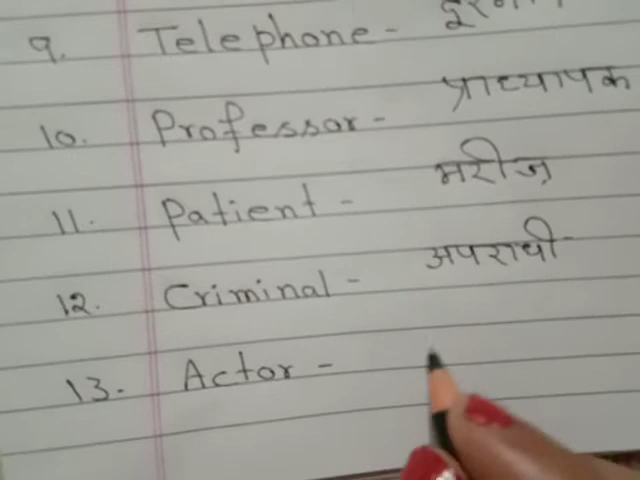 9. Telephone -
10. Professor - प्राध्यापक
11. Patient - मरीज़
12. Criminal - अपराधी
13. Actor -